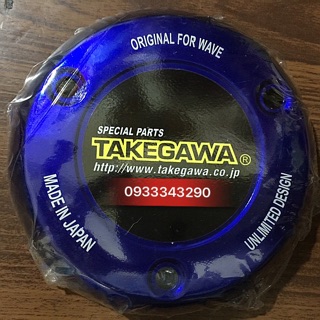 ORIGINAL FOR WAVE
SPECIAL PARTS
TAKEGAWA®
http://www.takegawa.co.jp
0933343290
MADE IN JAPAN
UNLIMITED DESIGN